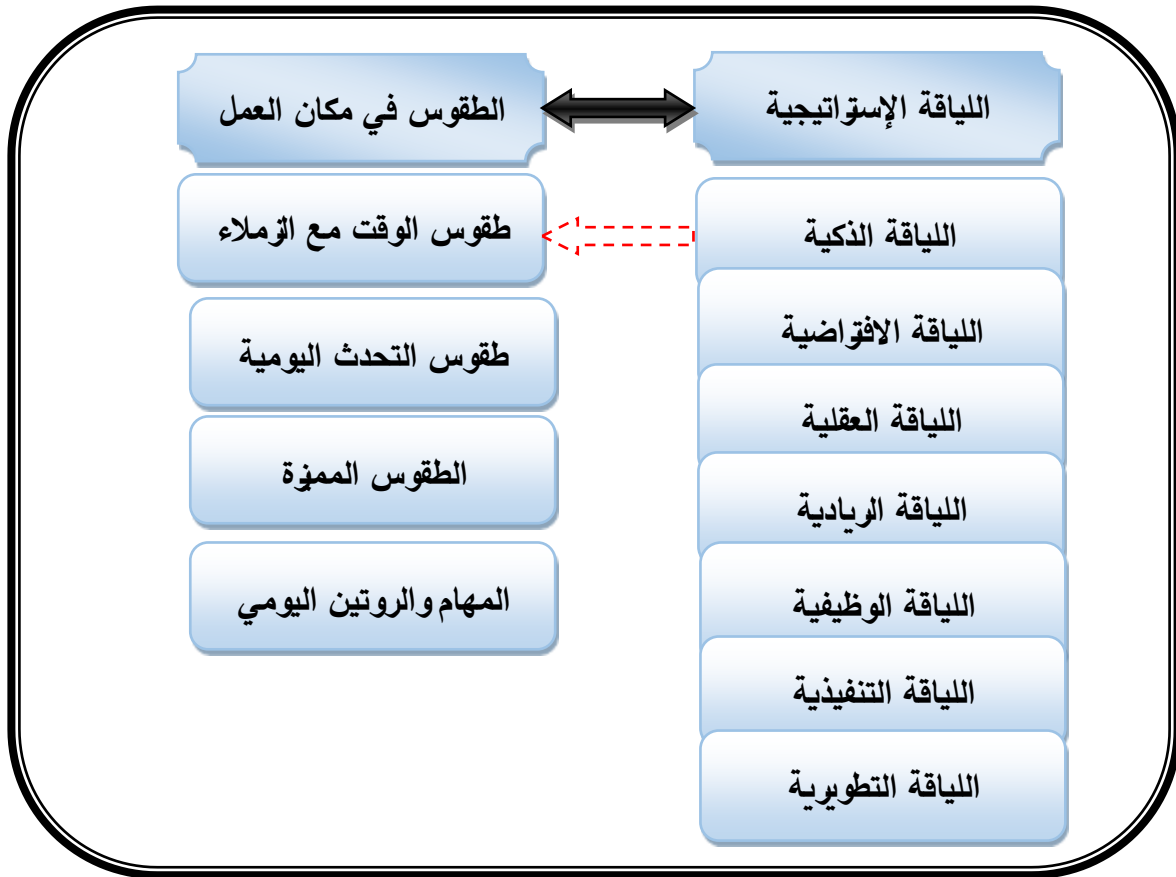 اللياقة الإستراتيجية
الطقوس في مكان العمل
اللياقة الذكية
طقوس الوقت مع الزملاء
اللياقة الافتراضية
طقوس التحدث اليومية
اللياقة العقلية
الطقوس المميزة
اللياقة الريادية
اللياقة الوظيفية
المهام والروتين اليومي
اللياقة التنفيذية
اللياقة التطويرية